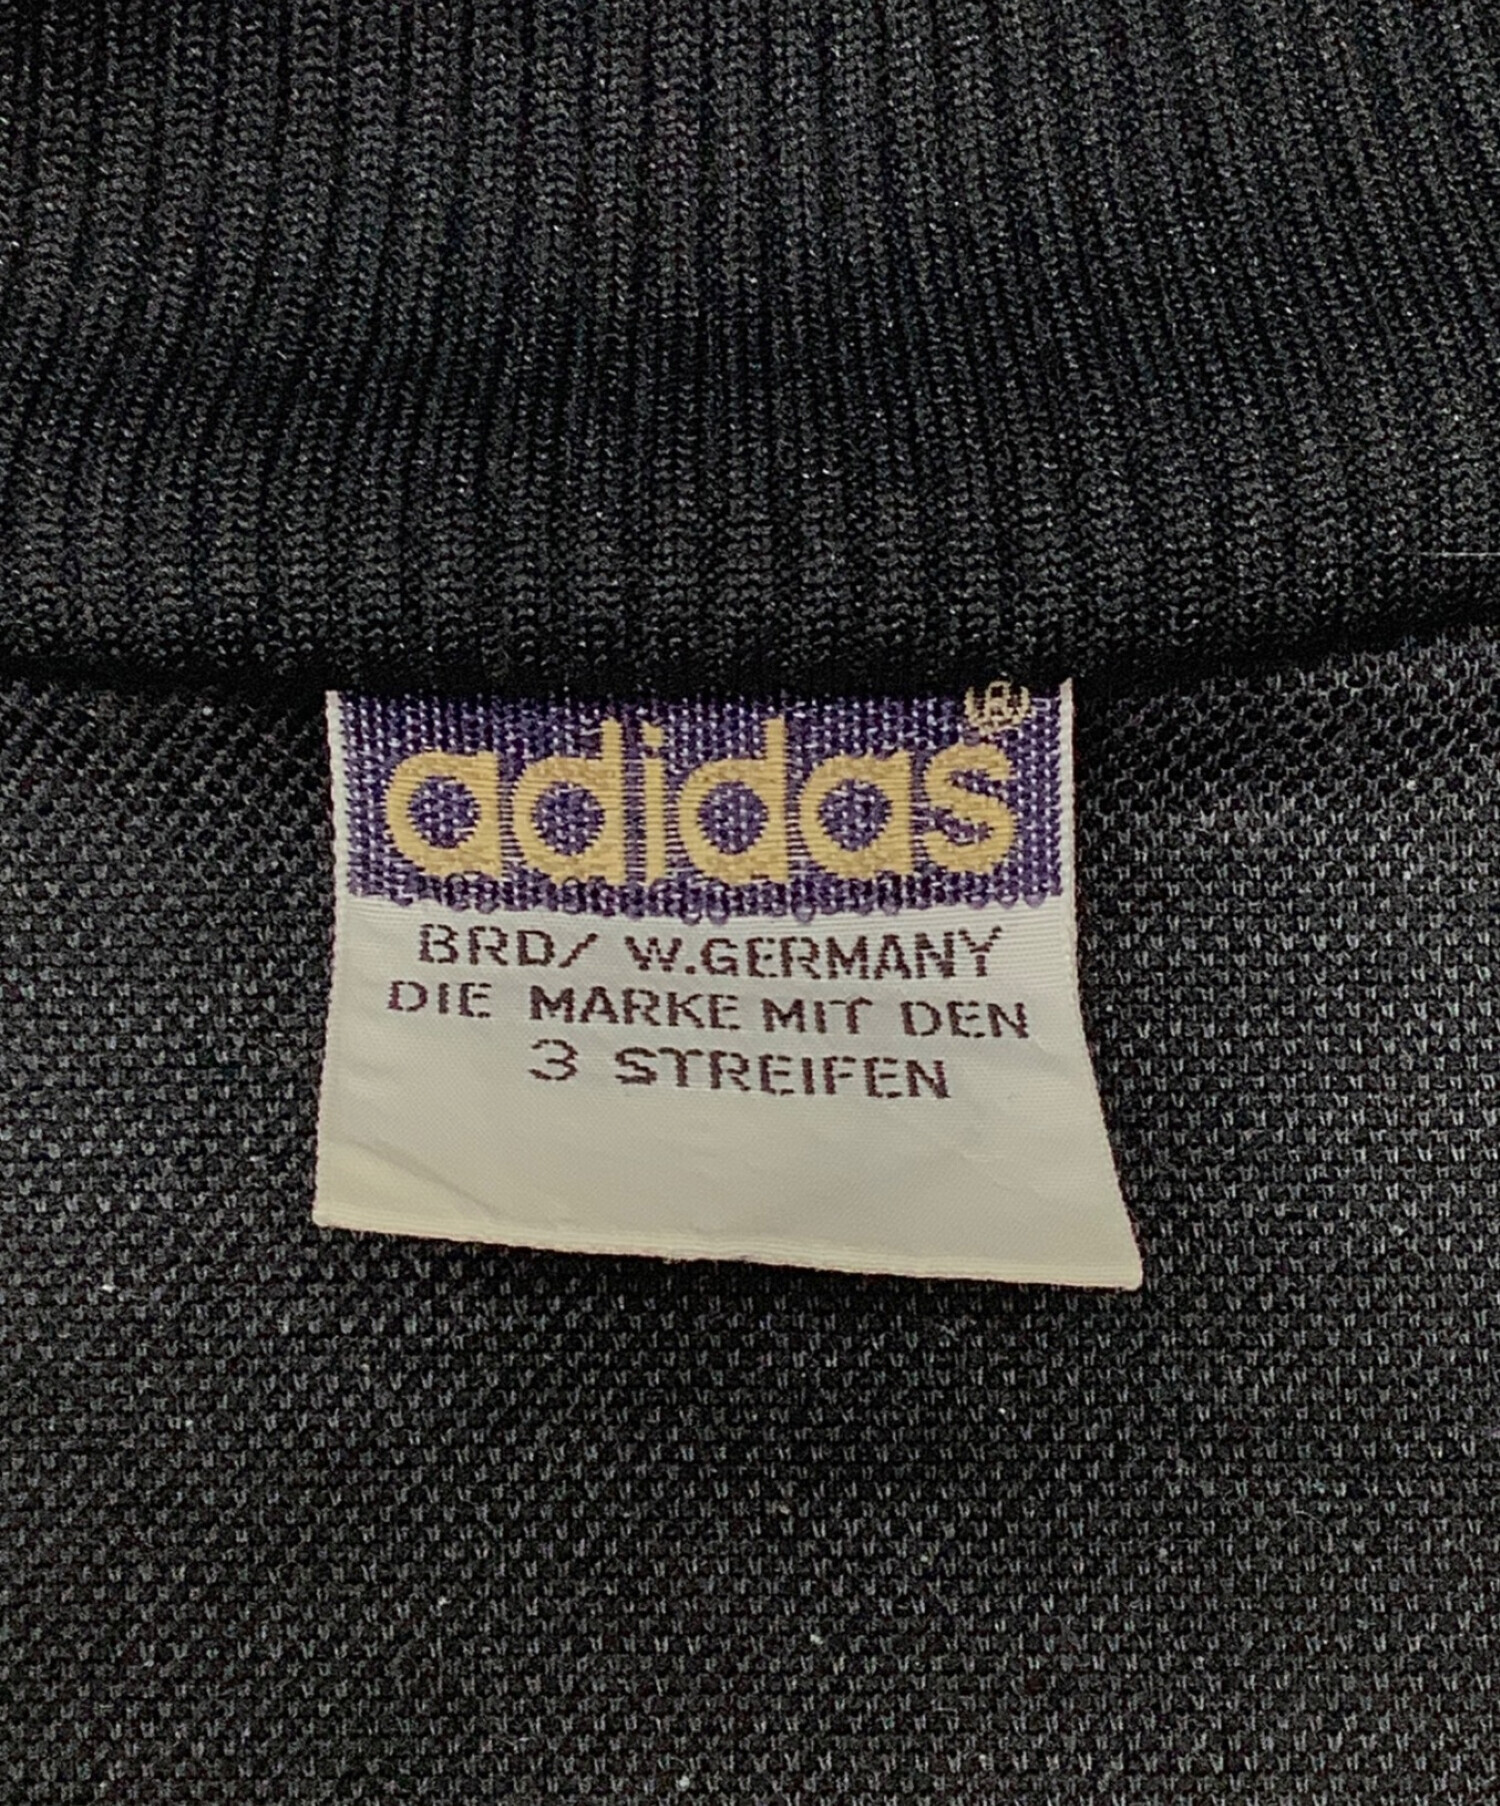 adidas®
BRD/ W.GERMANY
DIE MARKE MIT DEN
3 STREIFEN